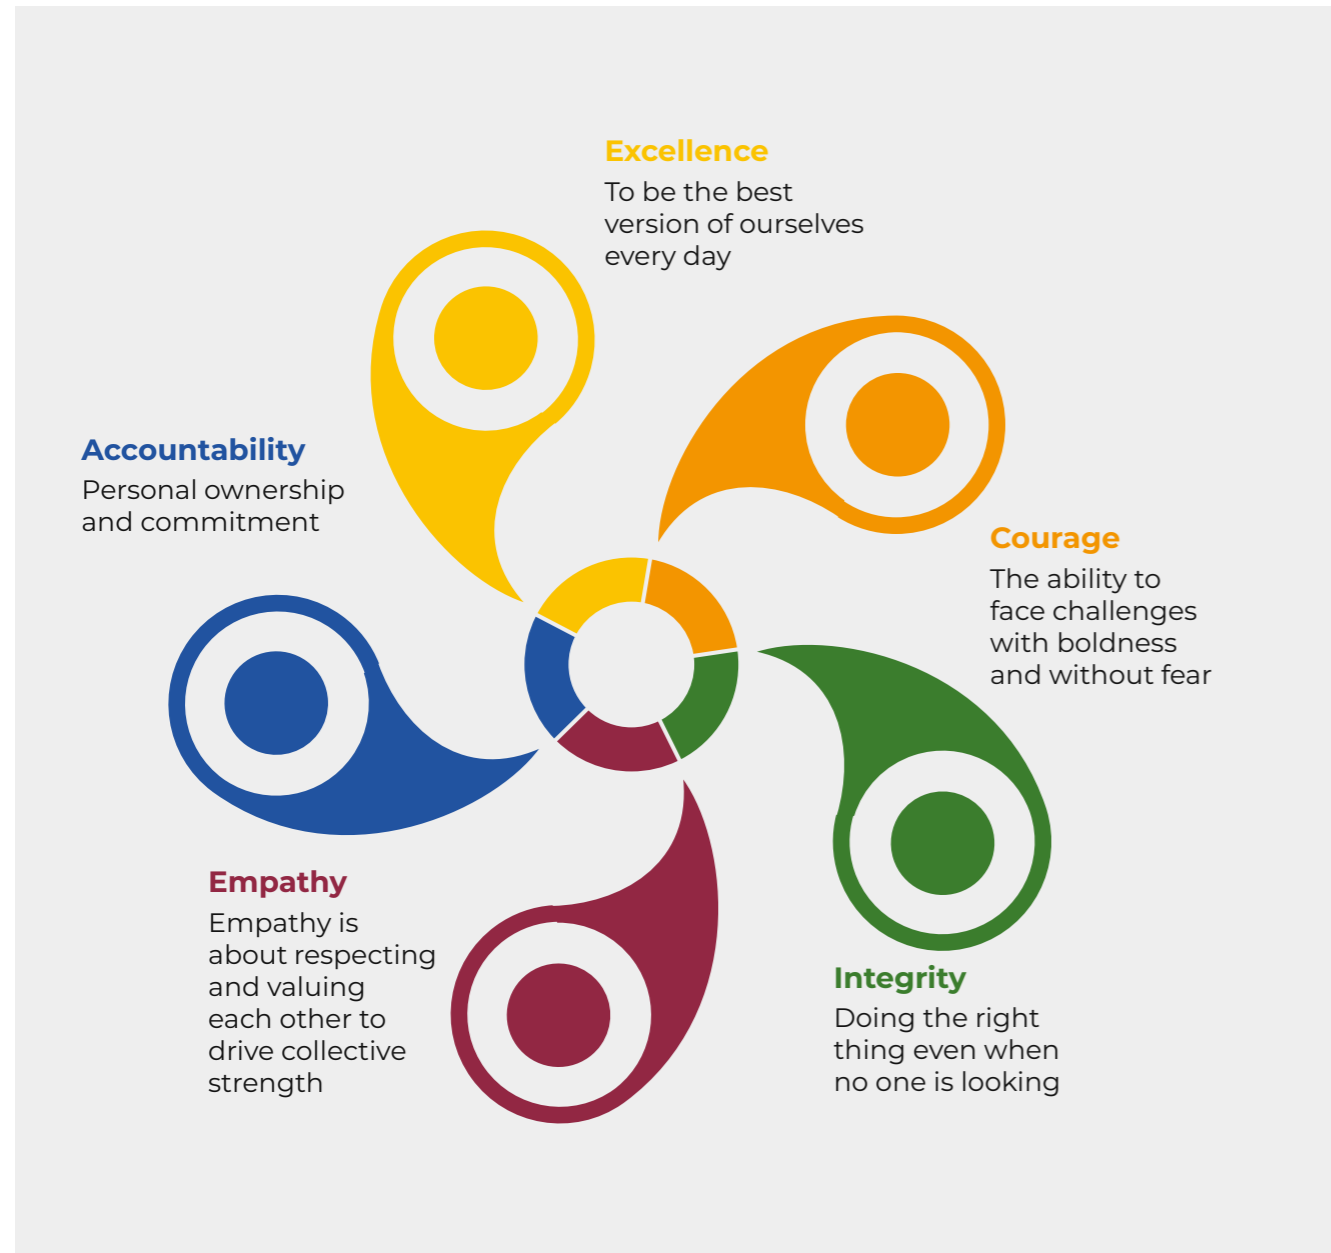 Excellence
To be the best
version of ourselves
every day
Accountability
Personal ownership
and commitment
Courage
The ability to
face challenges
with boldness
and without fear
Empathy
Empathy is
about respecting
and valuing
each other to
drive collective
strength
Integrity
Doing the right
thing even when
no one is looking